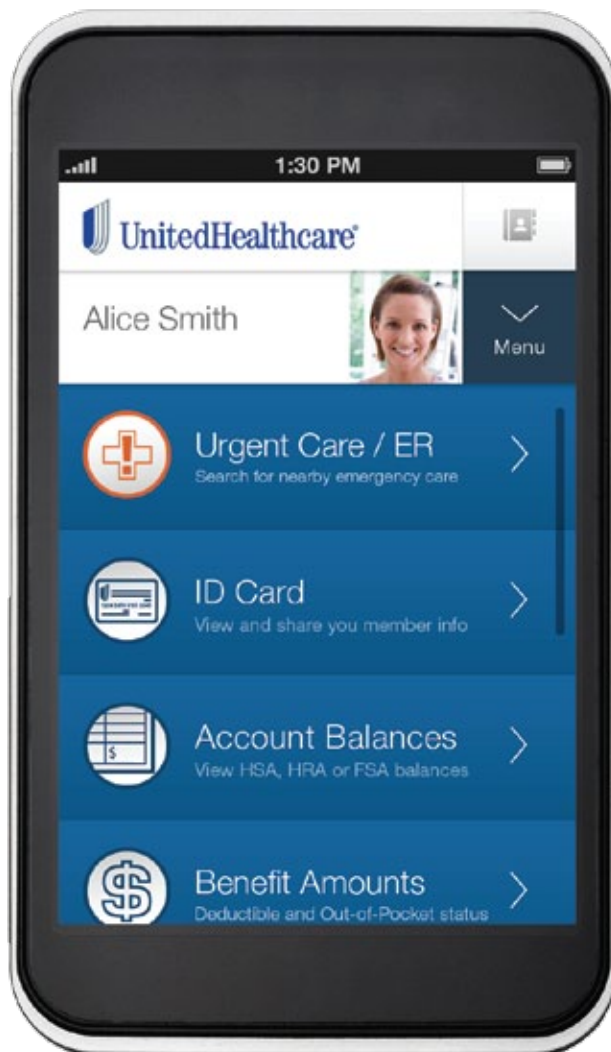 1:30 PM
UnitedHealthcare®
Alice Smith
Menu
Urgent Care / ER
Search for nearby emergency care
ID Card
View and share you member info
Account Balances
View HSA, HRA or FSA balances
$
Benefit Amounts
Deductible and Out-of-Pocket status
$